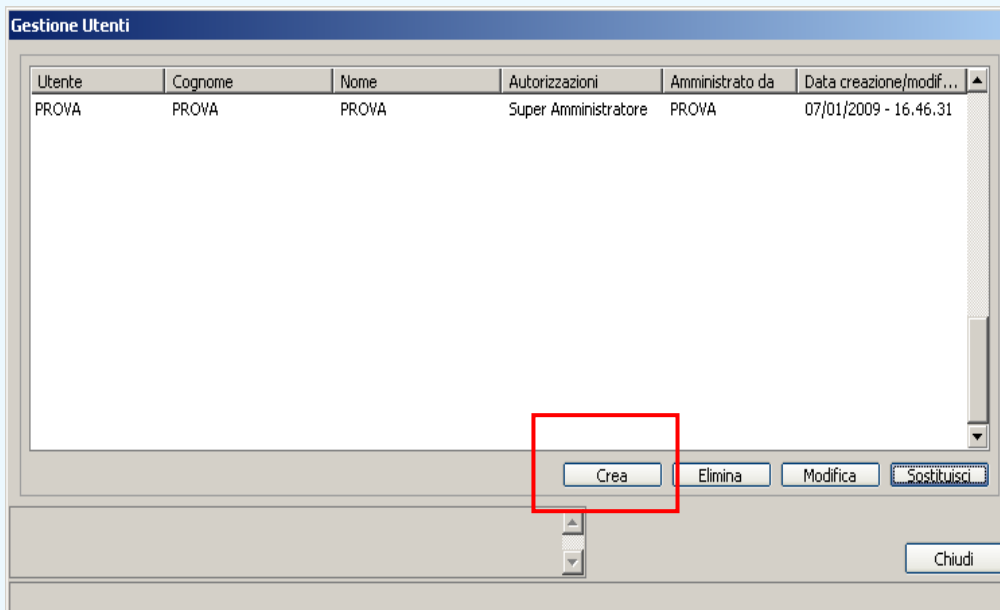 Gestione Utenti
Utente Cognome Nome Autorizzazioni Amministrato da Data creazione/modif...
PROVA PROVA PROVA Super Amministratore PROVA 07/01/2009 - 16.46.31
Crea Elimina Modifica Sostituisci
Chiudi